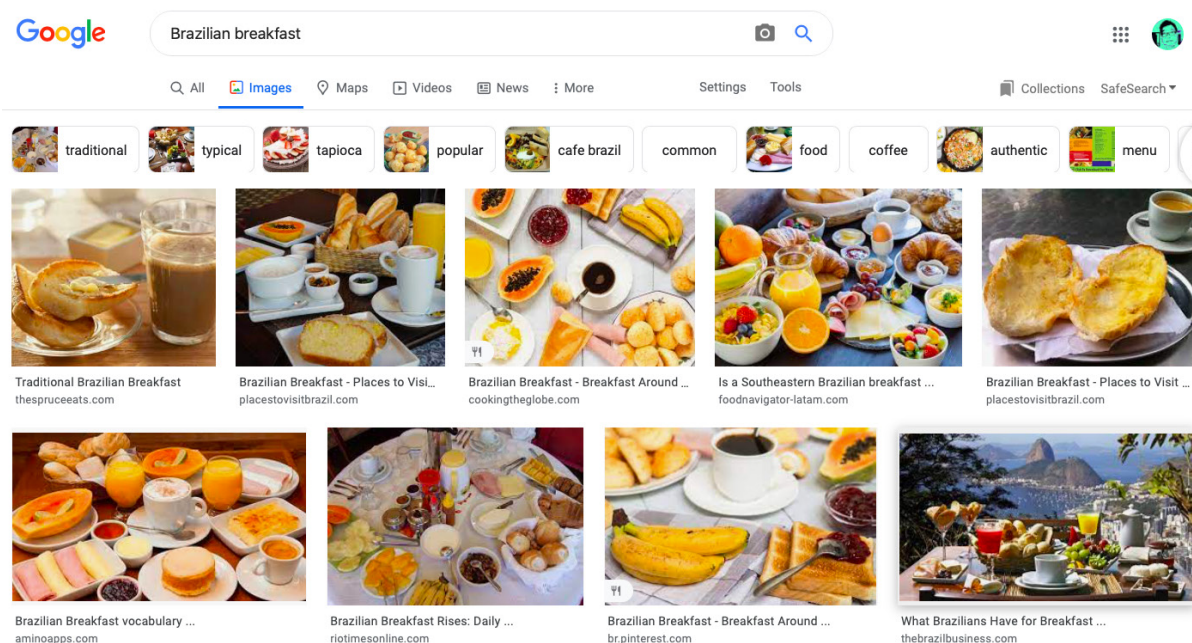 Google
Brazilian breakfast
All
Images
Maps
Videos
News
More
Settings
Tools
Collections
SafeSearch
traditional
typical
tapioca
popular
cafe brazil
common
food
coffee
authentic
menu
Traditional Brazilian Breakfast
thespruceeats.com
Brazilian Breakfast - Places to Visi...
placestovisitbrazil.com
Brazilian Breakfast - Breakfast Around ...
cookingtheglobe.com
Is a Southeastern Brazilian breakfast ...
foodnavigator-latam.com
Brazilian Breakfast - Places to Visit ...
placestovisitbrazil.com
Brazilian Breakfast vocabulary ...
aminoapps.com
Brazilian Breakfast Rises: Daily ...
riotimesonline.com
Brazilian Breakfast - Breakfast Around ...
br.pinterest.com
What Brazilians Have for Breakfast ...
thebrazilbusiness.com